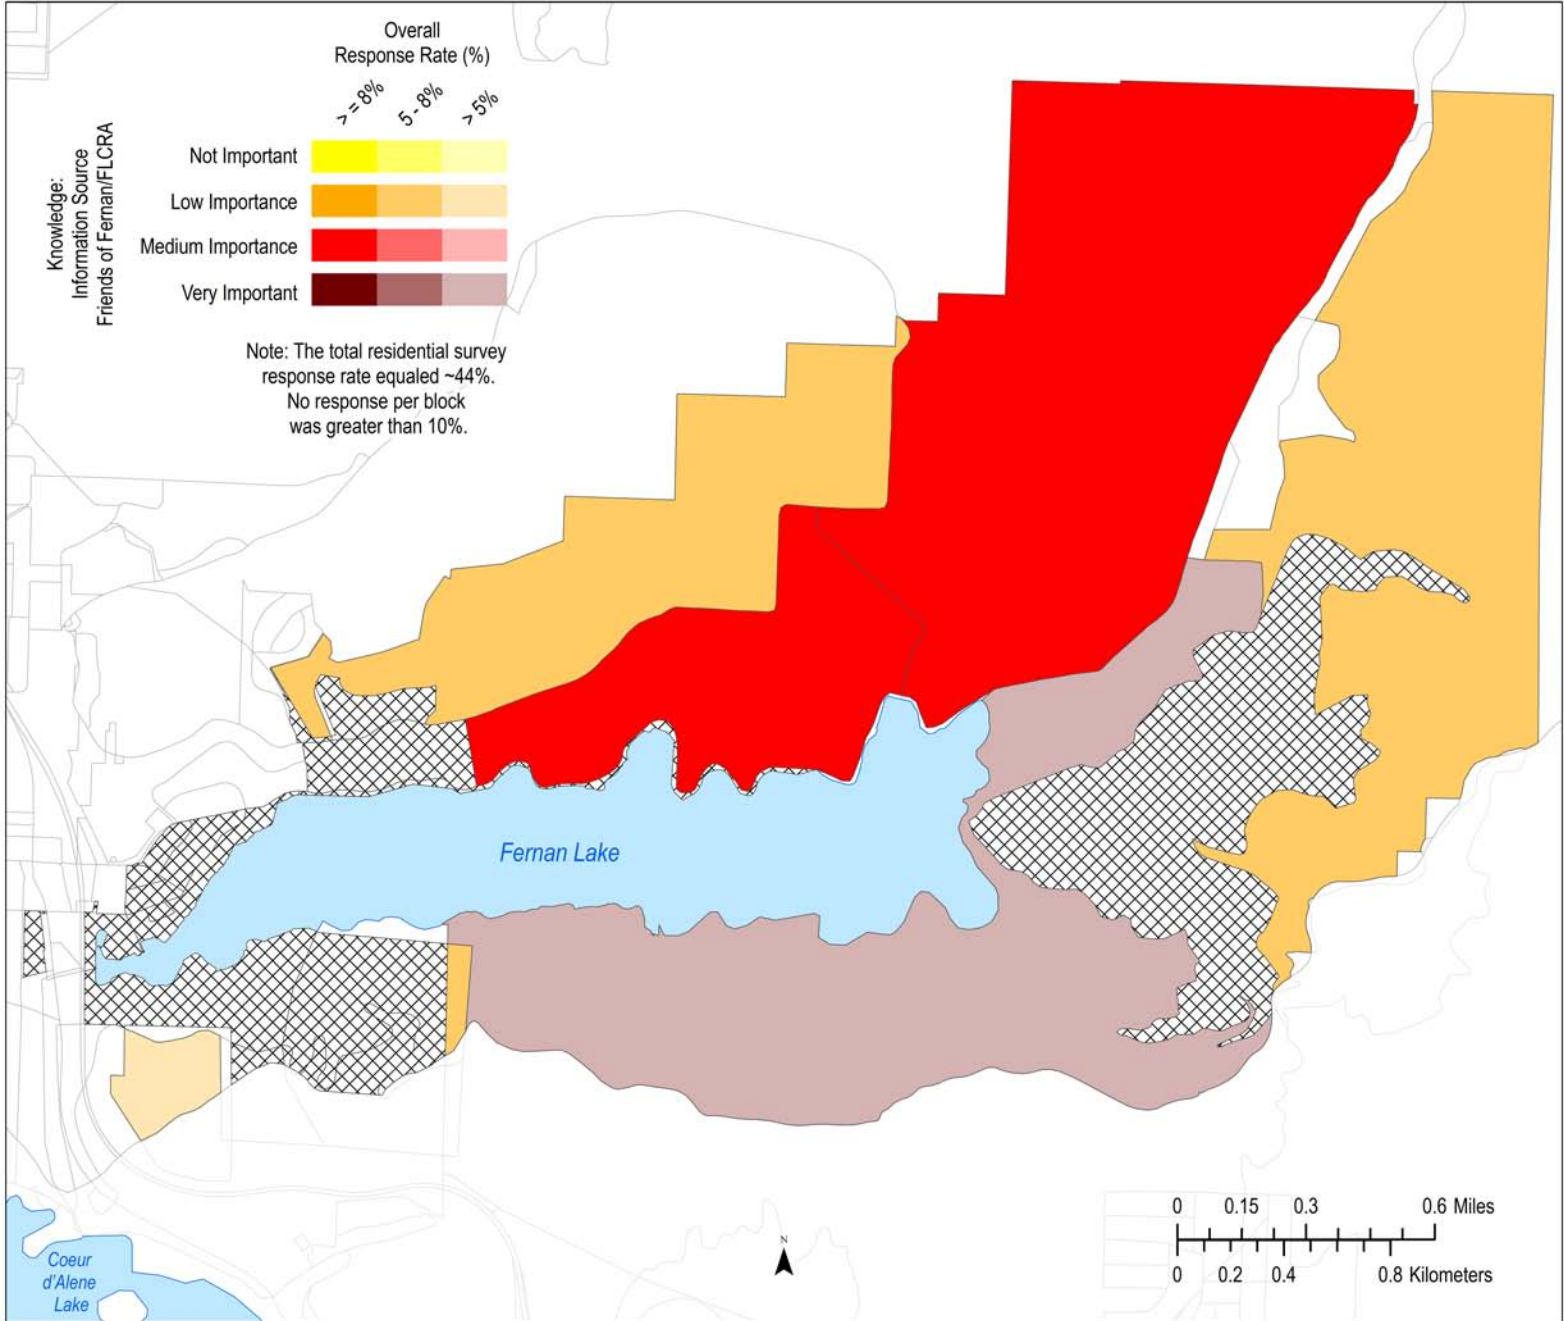 Overall
Response Rate (%)
> = 8%
5 - 8%
> 5%
Knowledge:
Information Source
Friends of Fernan/FLCRA
Not Important
Low Importance
Medium Importance
Very Important
Note: The total residential survey
response rate equaled ~44%.
No response per block
was greater than 10%.
Fernan Lake
Coeur
d'Alene
Lake
N
0 0.15 0.3 0.6 Miles
0 0.2 0.4 0.8 Kilometers